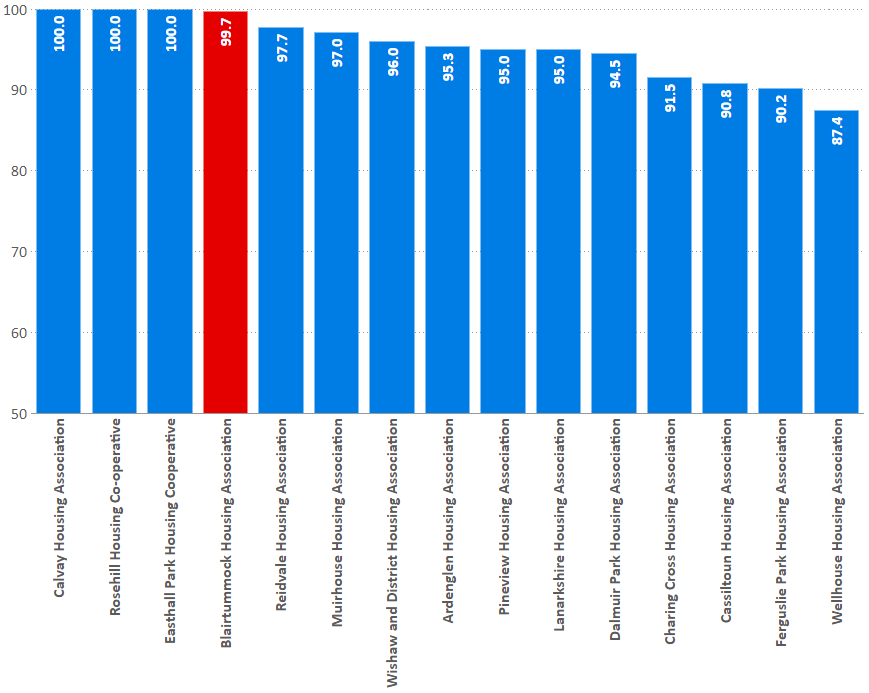 100
90
80
70
60
50
100.0
100.0
100.0
99.7
97.7
97.0
96.0
95.3
95.0
95.0
94.5
91.5
90.8
90.2
87.4
Calvay Housing Association
Rosehill Housing Co-operative
Easthall Park Housing Cooperative
Blairtummock Housing Association
Reidvale Housing Association
Muirhouse Housing Association
Wishaw and District Housing Association
Ardenglen Housing Association
Pineview Housing Association
Lanarkshire Housing Association
Dalmuir Park Housing Association
Charing Cross Housing Association
Cassiltoun Housing Association
Ferguslie Park Housing Association
Wellhouse Housing Association